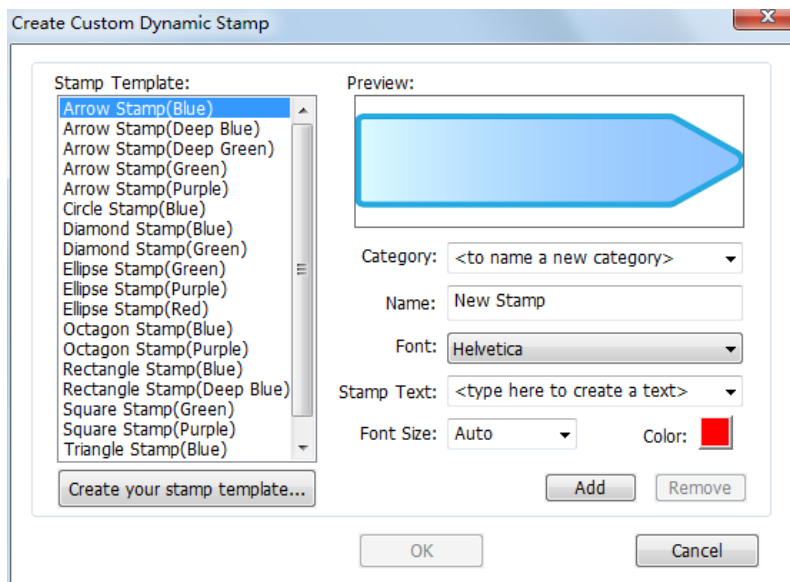 Create Custom Dynamic Stamp
Stamp Template:
Arrow Stamp(Blue)
Arrow Stamp(Deep Blue)
Arrow Stamp(Deep Green)
Arrow Stamp(Green)
Arrow Stamp(Purple)
Circle Stamp(Blue)
Diamond Stamp(Blue)
Diamond Stamp(Green)
Ellipse Stamp(Green)
Ellipse Stamp(Purple)
Ellipse Stamp(Red)
Octagon Stamp(Blue)
Octagon Stamp(Purple)
Rectangle Stamp(Blue)
Rectangle Stamp(Deep Blue)
Square Stamp(Green)
Square Stamp(Purple)
Triangle Stamp(Blue)
Create your stamp template...
Preview:
Category: <to name a new category>
Name: New Stamp
Font: Helvetica
Stamp Text: <type here to create a text>
Font Size: Auto Color:
Add Remove
OK Cancel